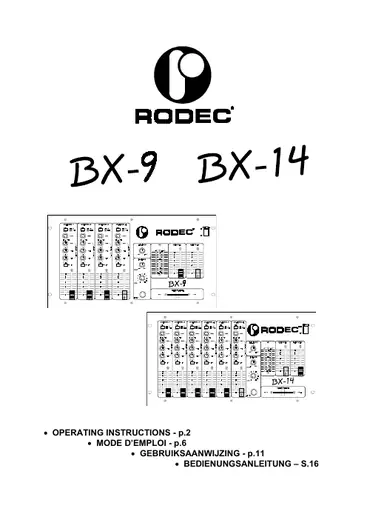 RODEC
BX-9 BX-14
RODEC
BX-9
RODEC
BX-14
• OPERATING INSTRUCTIONS - p.2
• MODE D'EMPLOI - p.6
• GEBRUIKSAANWIJZING - p.11
• BEDIENUNGSANLEITUNG – S.16